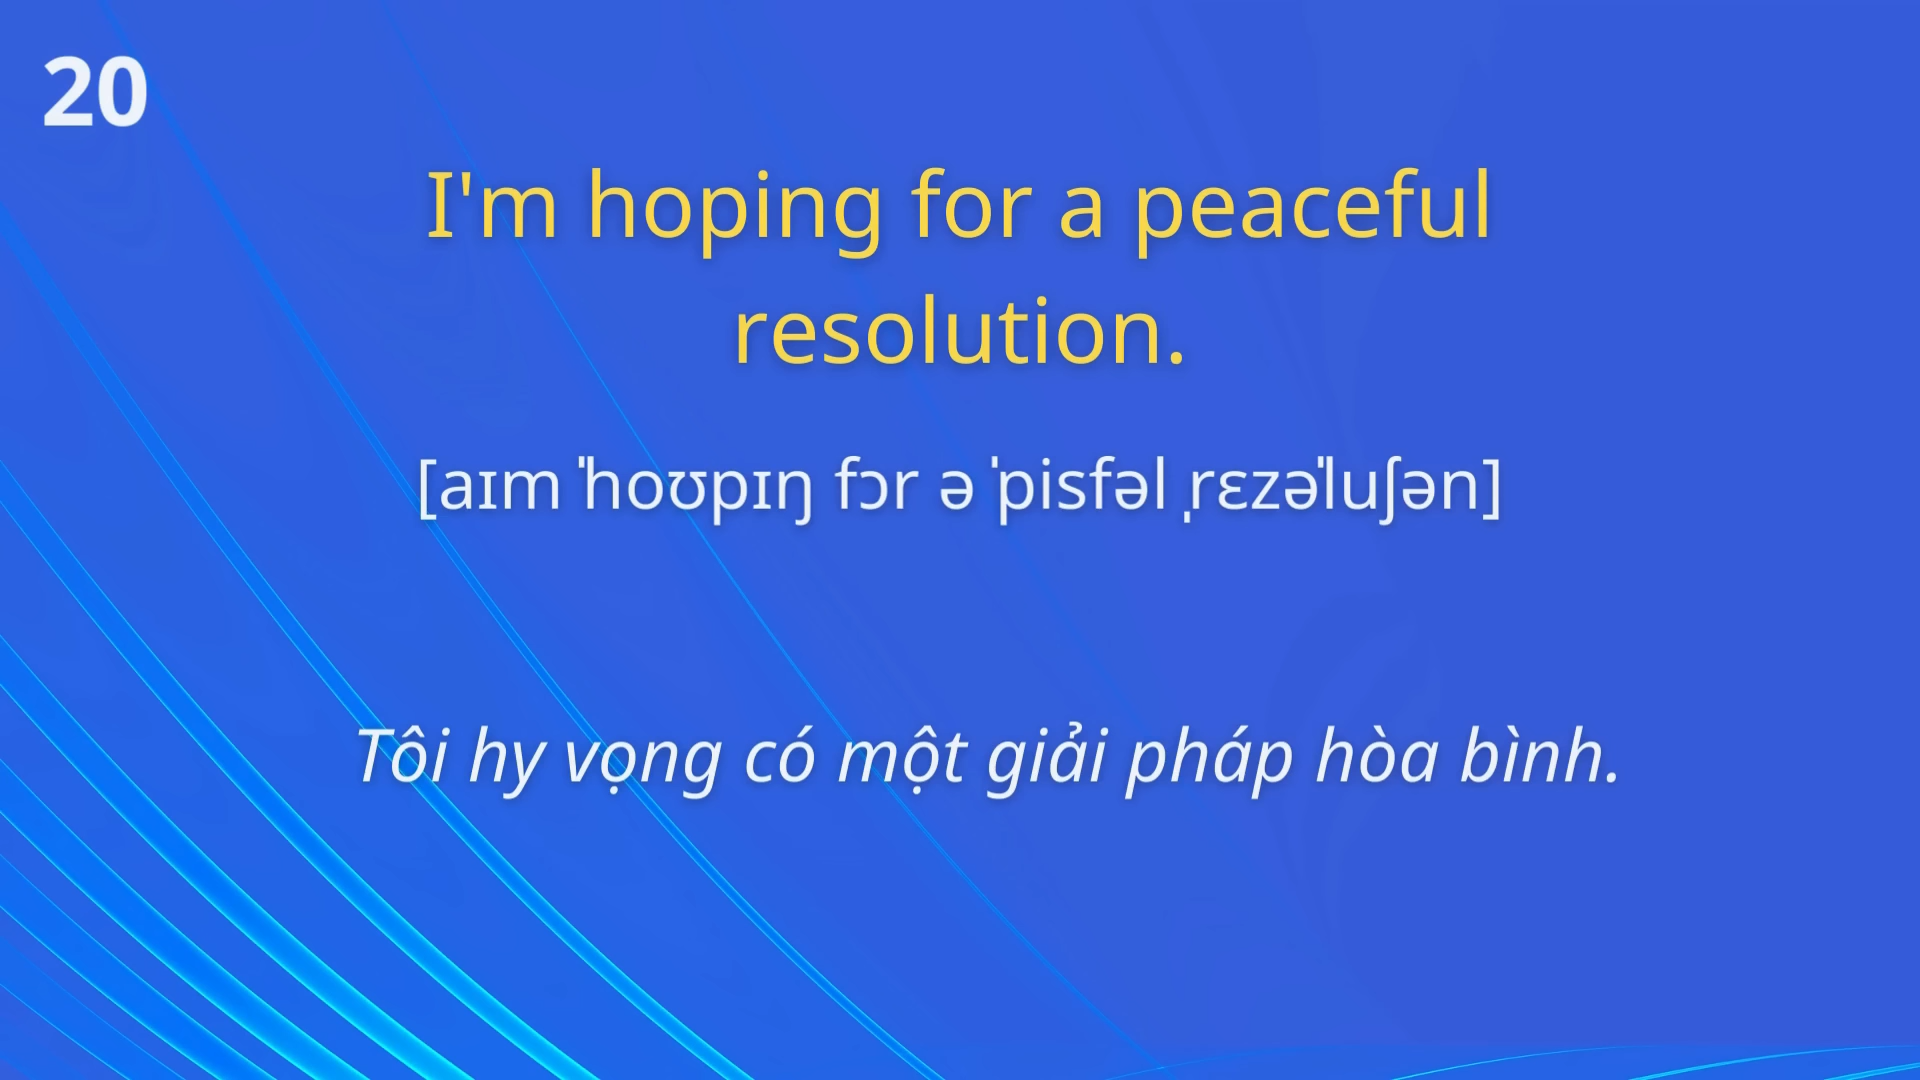 20
I'm hoping for a peaceful
resolution.
[aɪm ˈhoʊpɪŋ fɔr ə ˈpisfəl ˌrɛzəˈluʃən]
Tôi hy vọng có một giải pháp hòa bình.